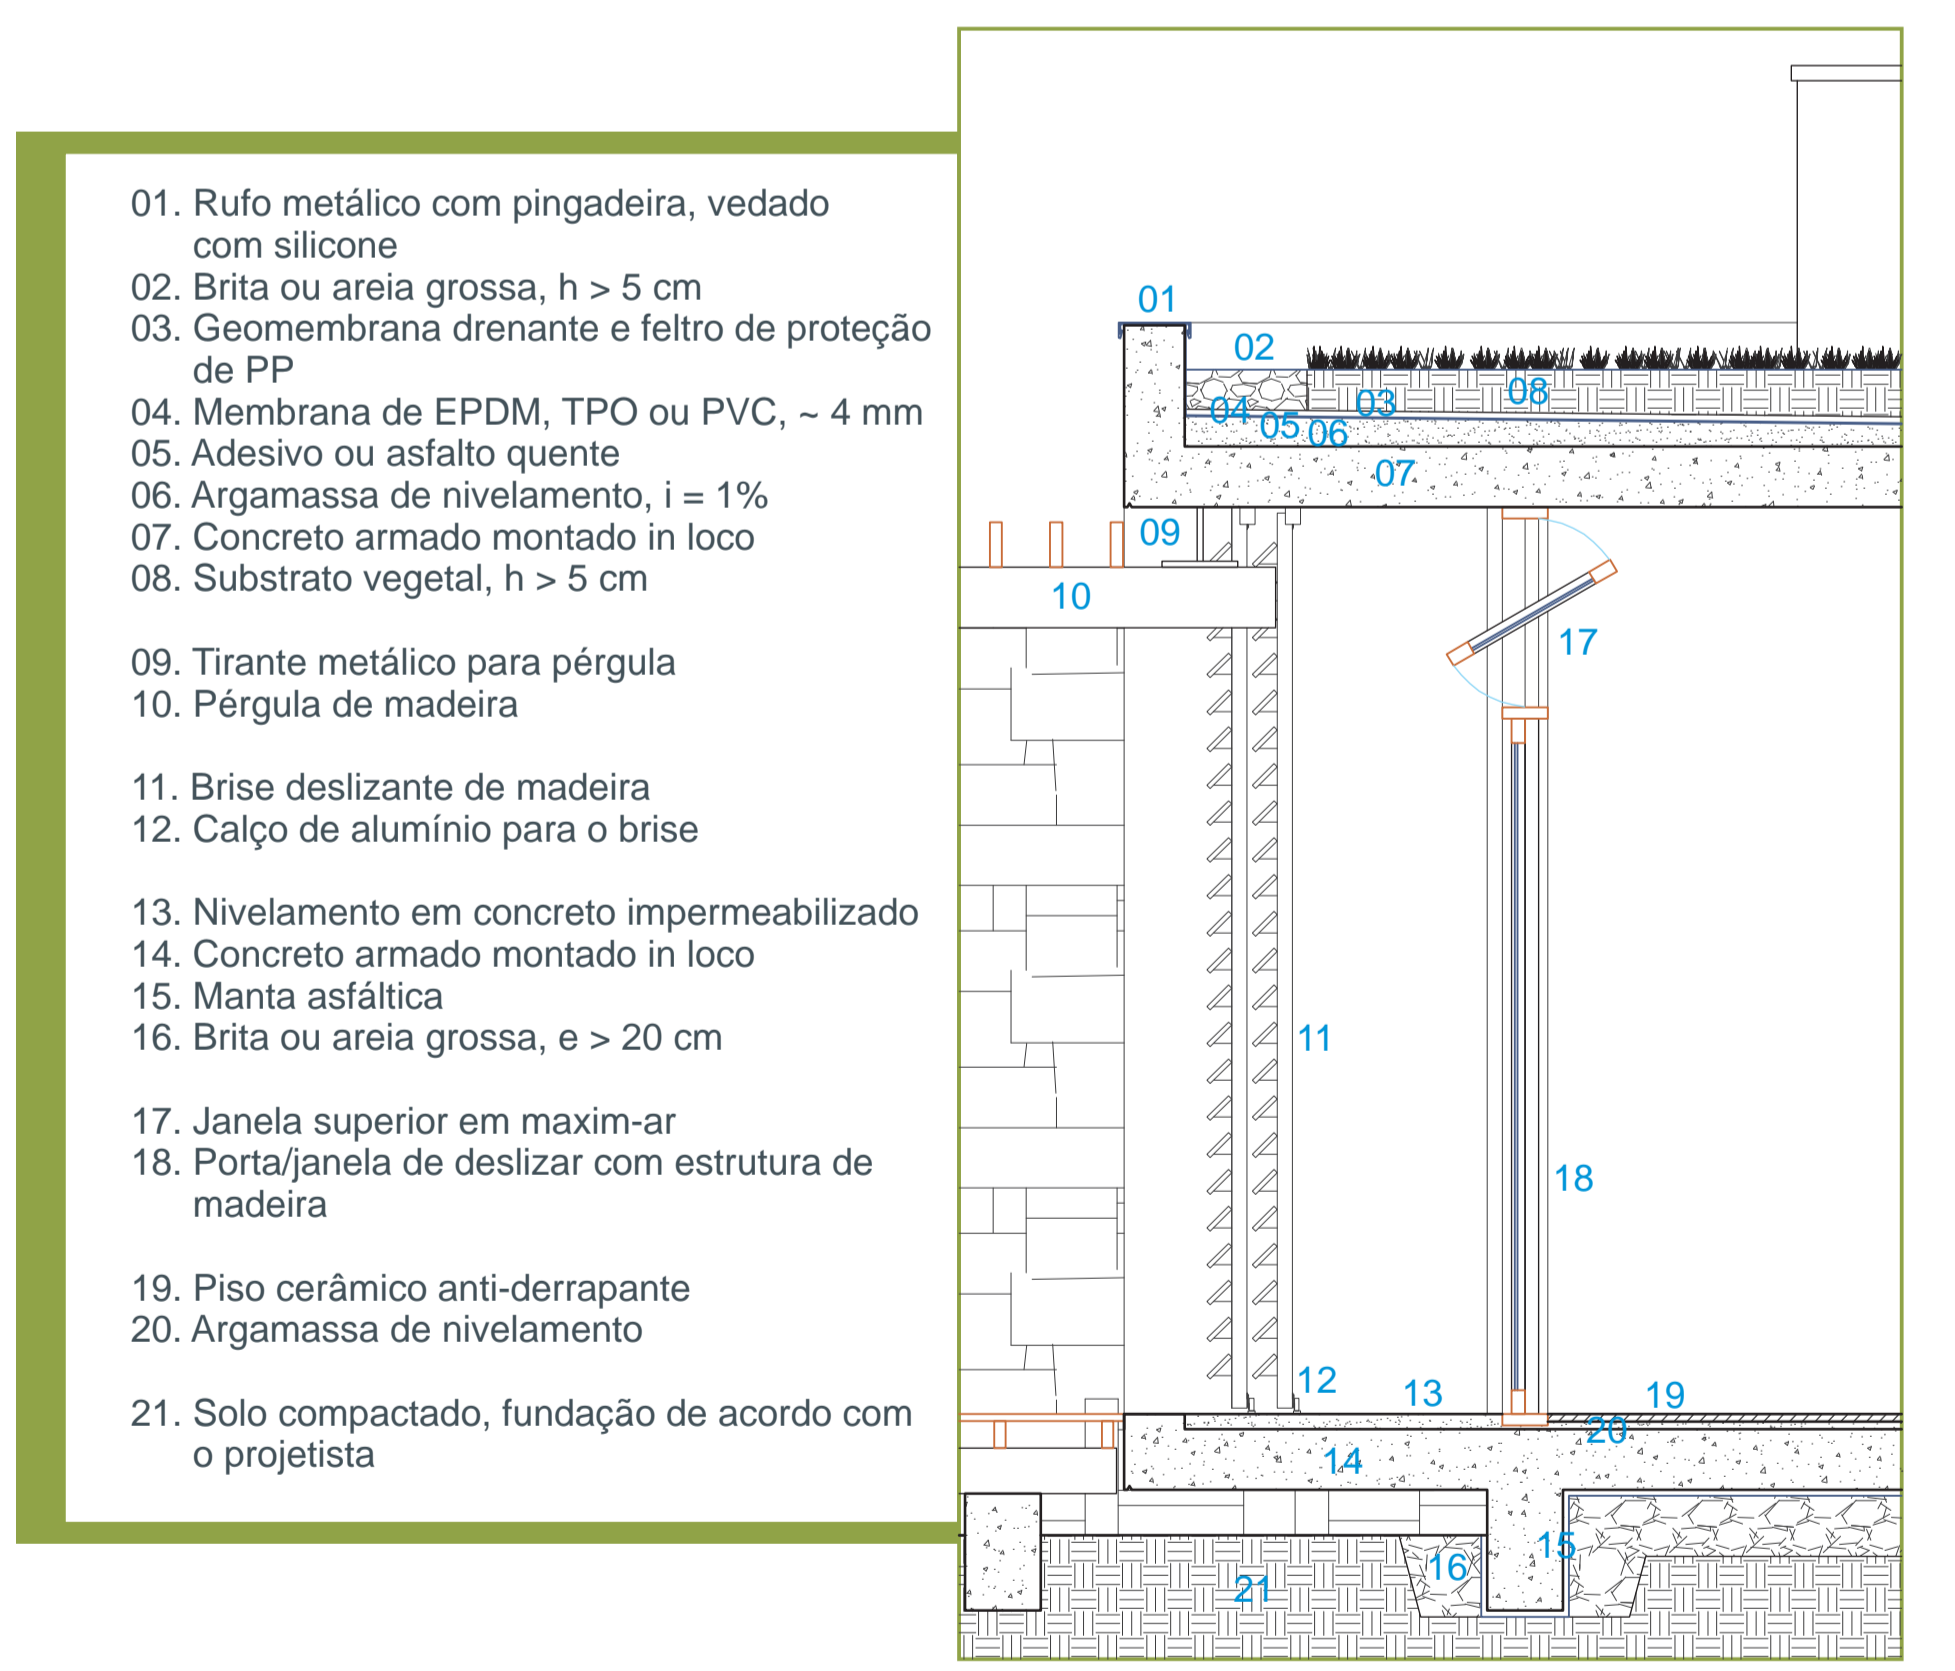 01. Rufo metálico com pingadeira, vedado
com silicone
02. Brita ou areia grossa, h > 5 cm
03. Geomembrana drenante e feltro de proteção
de PP
04. Membrana de EPDM, TPO ou PVC, ~ 4 mm
05. Adesivo ou asfalto quente
06. Argamassa de nivelamento, i = 1%
07. Concreto armado montado in loco
08. Substrato vegetal, h > 5 cm
09. Tirante metálico para pérgula
10. Pérgula de madeira
11. Brise deslizante de madeira
12. Calço de alumínio para o brise
13. Nivelamento em concreto impermeabilizado
14. Concreto armado montado in loco
15. Manta asfáltica
16. Brita ou areia grossa, e > 20 cm
17. Janela superior em maxim-ar
18. Porta/janela de deslizar com estrutura de
madeira
19. Piso cerâmico anti-derrapante
20. Argamassa de nivelamento
21. Solo compactado, fundação de acordo com
o projetista
01
02
08
03
04
05
06
07
09
10
17
11
18
12
13
19
20
14
15
16
21